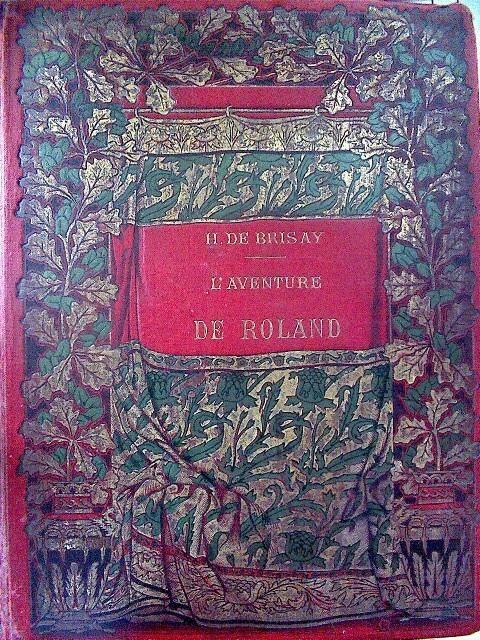 H. DE BRISAY
L'AVENTURE
DE ROLAND